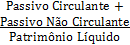 Passivo Circulante +
Passivo Não Circulante
Patrimônio Líquido